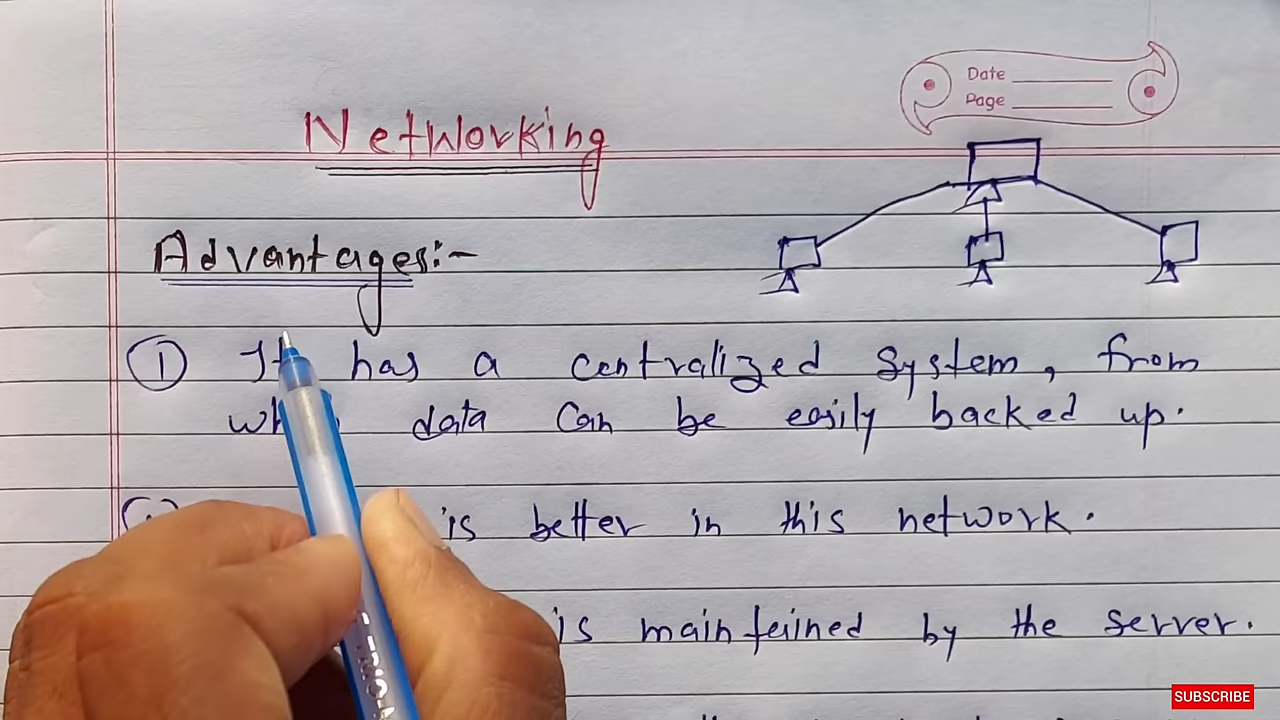 Date
Page
Networking
Advantages:-
① It has a centralized system, from
data can be easily backed up.
is better in this network.
is maintained by the server.
SUBSCRIBE